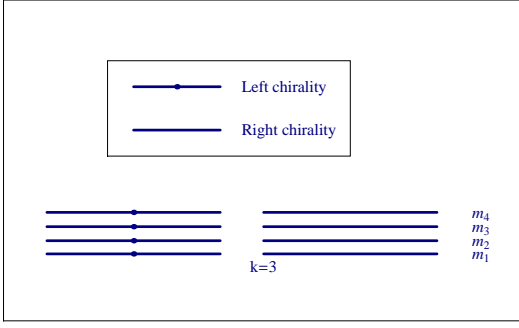 Left chirality
Right chirality
m₄
m₃
m₂
m₁
k=3